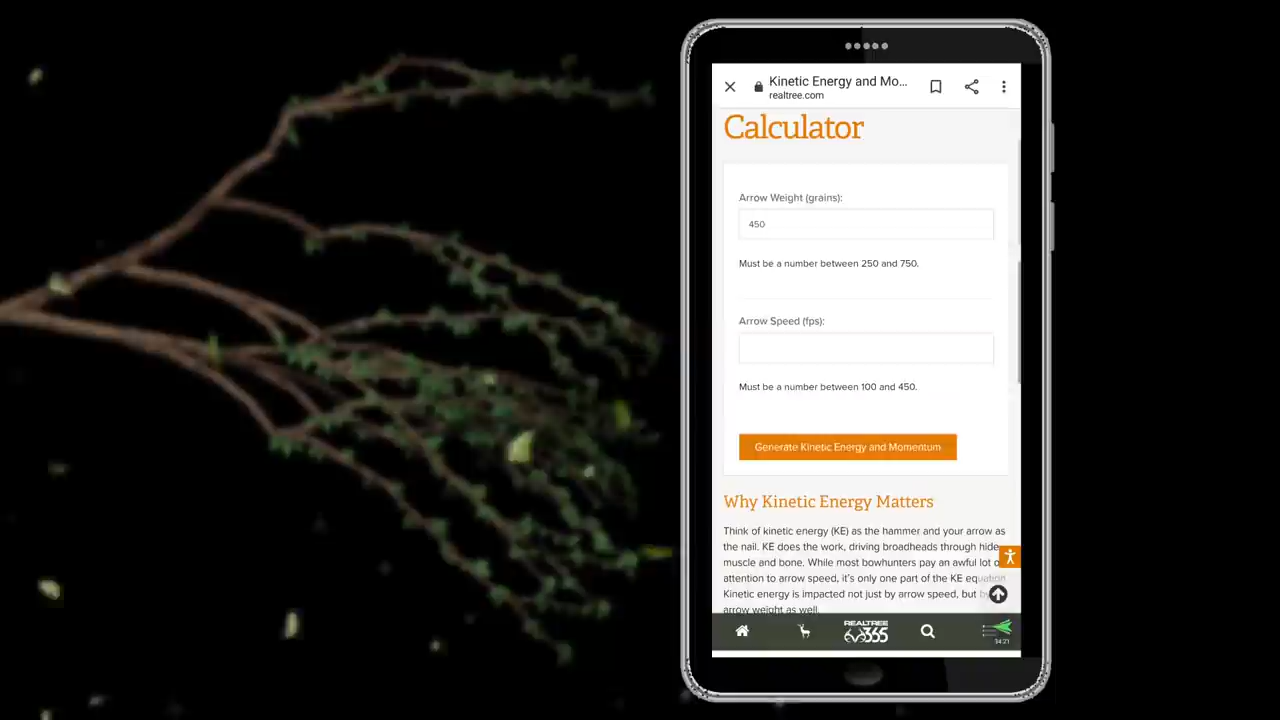 Kinetic Energy and Mo...
realtree.com
Calculator
Arrow Weight (grains):
450
Must be a number between 250 and 750.
Arrow Speed (fps):
Must be a number between 100 and 450.
Generate Kinetic Energy and Momentum
Why Kinetic Energy Matters
Think of kinetic energy (KE) as the hammer and your arrow as
the nail. KE does the work, driving broadheads through hide,
muscle and bone. While most bowhunters pay an awful lot
attention to arrow speed, it's only one part of the KE equation
Kinetic energy is impacted not just by arrow speed, but
arrow weight as well.
REALTREE
365
34:21